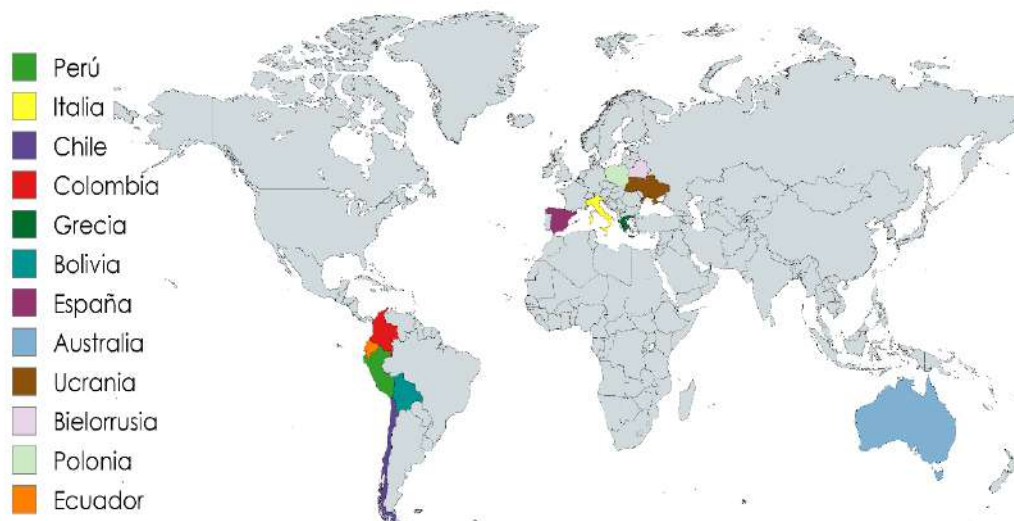 Perú
Italia
Chile
Colombia
Grecia
Bolivia
España
Australia
Ucrania
Bielorrusia
Polonia
Ecuador